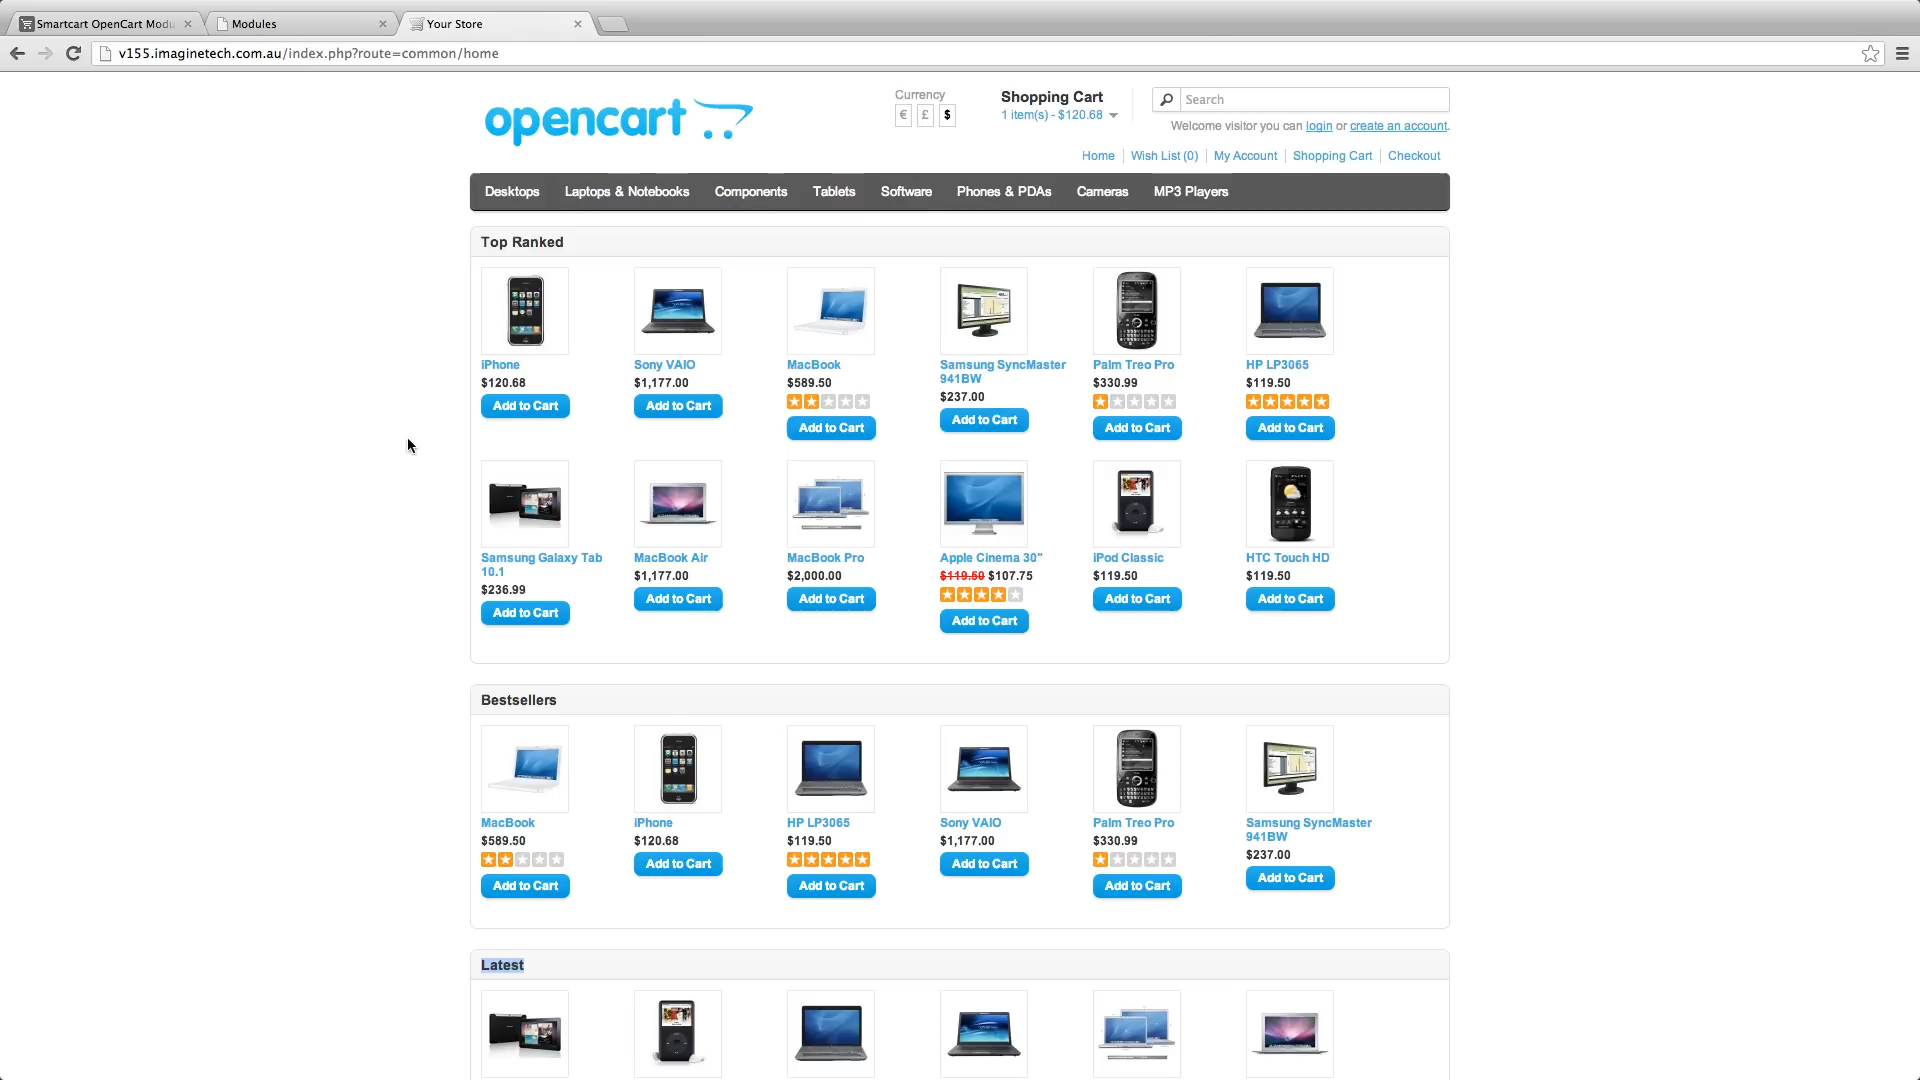 Smartcart OpenCart Modu
Modules
Your Store
v155.imaginetech.com.au/index.php?route=common/home
opencart
Currency
€ £ $
Shopping Cart
1 item(s) - $120.68
Search
Welcome visitor you can login or create an account.
Home Wish List (0) My Account Shopping Cart Checkout
Desktops Laptops & Notebooks Components Tablets Software Phones & PDAs Cameras MP3 Players
Top Ranked
iPhone
$120.68
Add to Cart
Sony VAIO
$1,177.00
Add to Cart
MacBook
$589.50
Add to Cart
Samsung SyncMaster
941BW
$237.00
Add to Cart
Palm Treo Pro
$330.99
Add to Cart
HP LP3065
$119.50
Add to Cart
Samsung Galaxy Tab
10.1
$236.99
Add to Cart
MacBook Air
$1,177.00
Add to Cart
MacBook Pro
$2,000.00
Add to Cart
Apple Cinema 30"
$119.50 $107.75
Add to Cart
iPod Classic
$119.50
Add to Cart
HTC Touch HD
$119.50
Add to Cart
Bestsellers
MacBook
$589.50
Add to Cart
iPhone
$120.68
Add to Cart
HP LP3065
$119.50
Add to Cart
Sony VAIO
$1,177.00
Add to Cart
Palm Treo Pro
$330.99
Add to Cart
Samsung SyncMaster
941BW
$237.00
Add to Cart
Latest